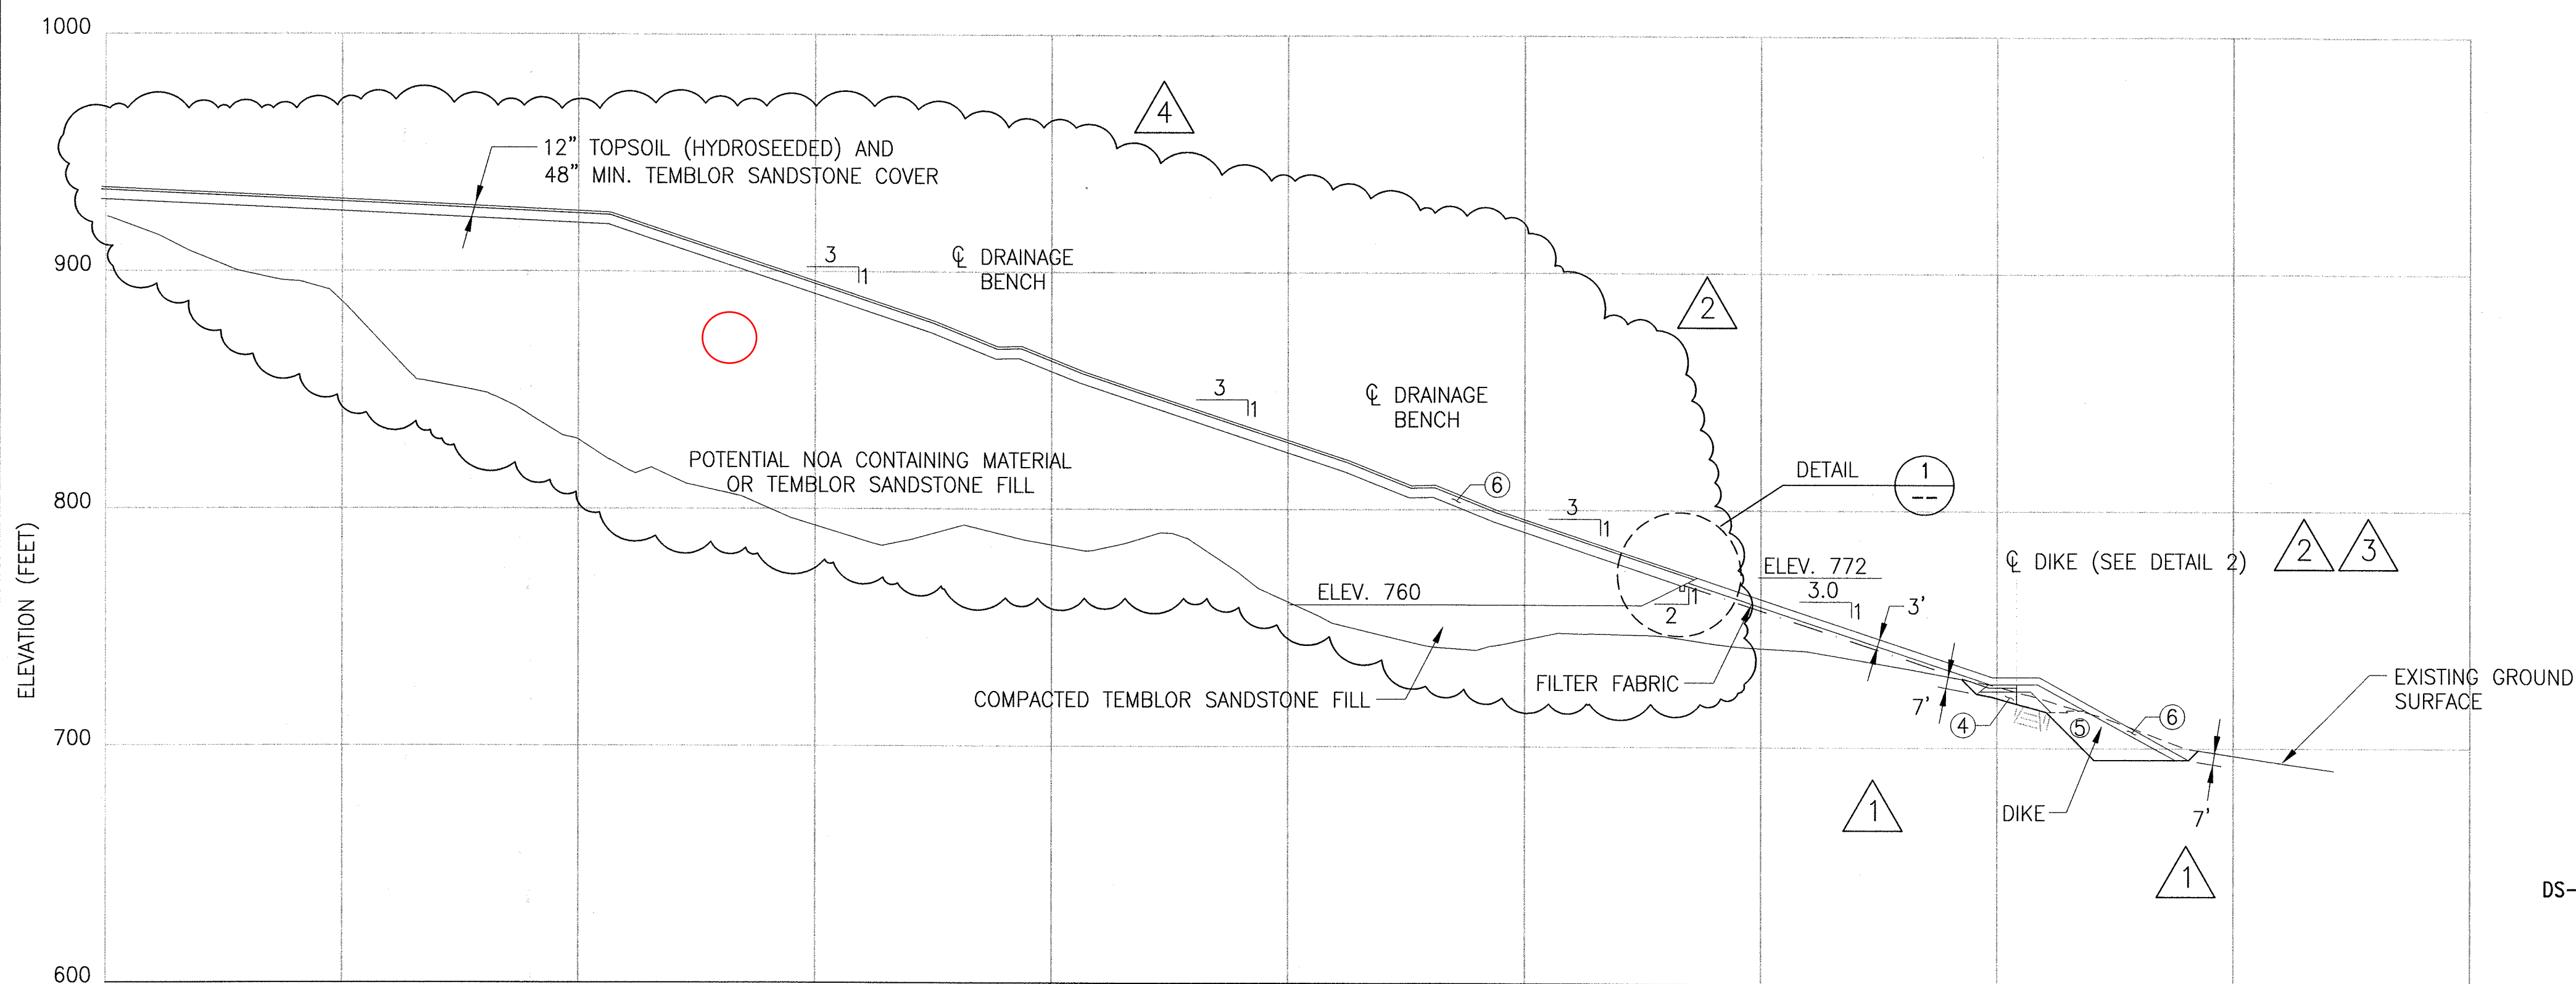 1000
4
12" TOPSOIL (HYDROSEEDED) AND
48" MIN. TEMBLOR SANDSTONE COVER
3
1
℄ DRAINAGE
BENCH
900
2
3
1
℄ DRAINAGE
BENCH
POTENTIAL NOA CONTAINING MATERIAL
OR TEMBLOR SANDSTONE FILL
6
DETAIL
1
--
800
3
1
ELEVATION (FEET)
℄ DIKE (SEE DETAIL 2)
2
3
ELEV. 772
3.0
1
ELEV. 760
1
2
3'
COMPACTED TEMBLOR SANDSTONE FILL
FILTER FABRIC
EXISTING GROUND
SURFACE
7'
4
5
6
700
1
DIKE
7'
1
DS-
600